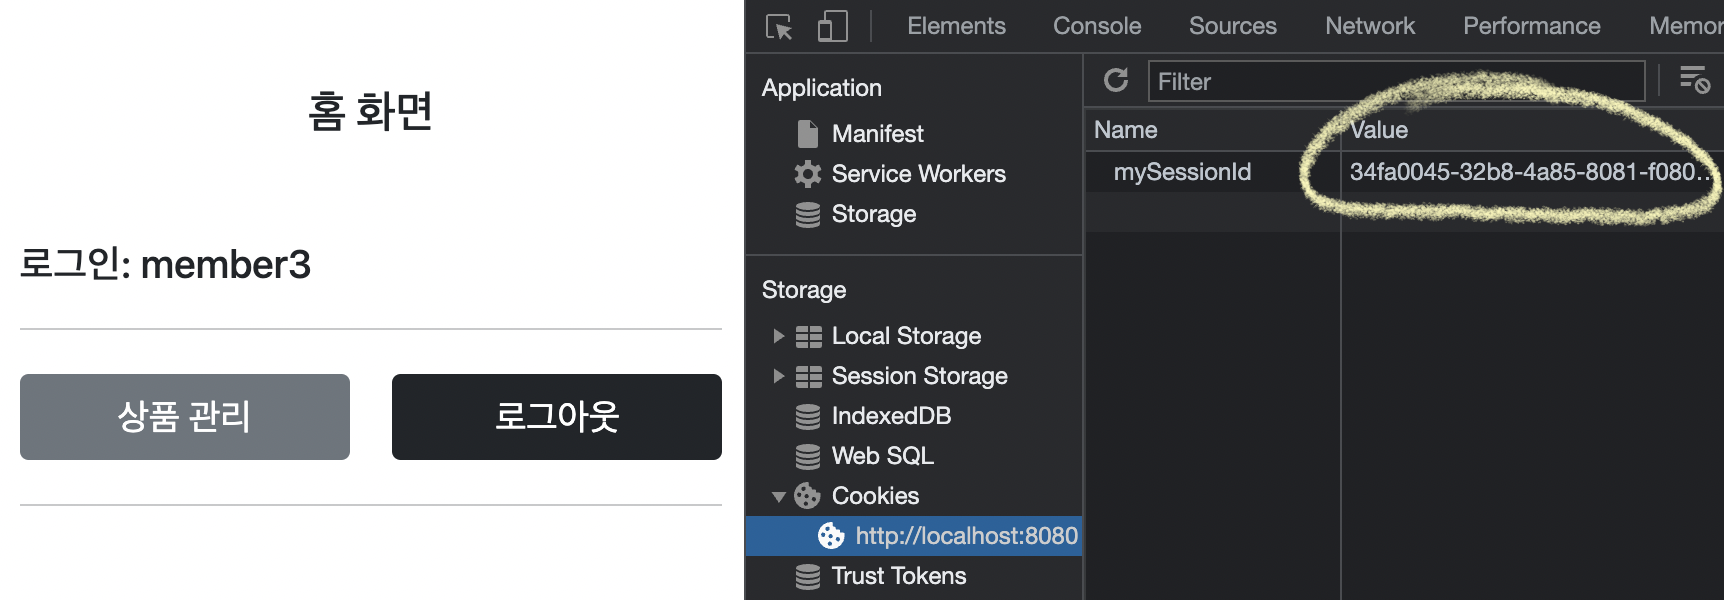 홈 화면
로그인: member3
상품 관리
로그아웃
Elements Console Sources Network Performance
Application
Manifest
Service Workers
Storage
Storage
Local Storage
Session Storage
IndexedDB
Web SQL
Cookies
http://localhost:8080
Trust Tokens
Filter
Name Value
mySessionId 34fa0045-32b8-4a85-8081-f080...